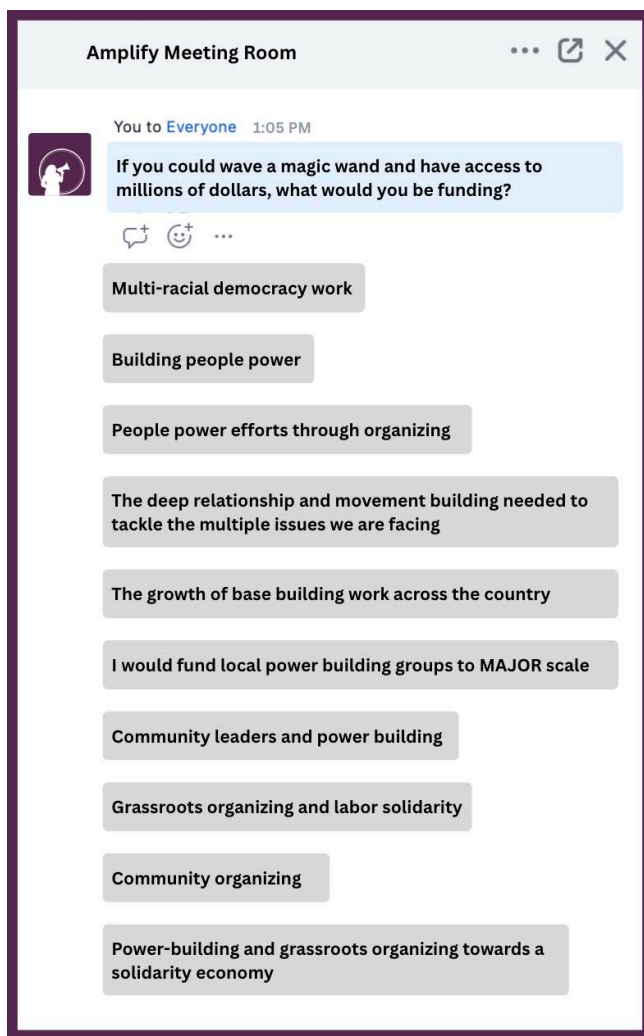 Amplify Meeting Room
You to Everyone 1:05 PM
If you could wave a magic wand and have access to
millions of dollars, what would you be funding?
Multi-racial democracy work
Building people power
People power efforts through organizing
The deep relationship and movement building needed to
tackle the multiple issues we are facing
The growth of base building work across the country
I would fund local power building groups to MAJOR scale
Community leaders and power building
Grassroots organizing and labor solidarity
Community organizing
Power-building and grassroots organizing towards a
solidarity economy